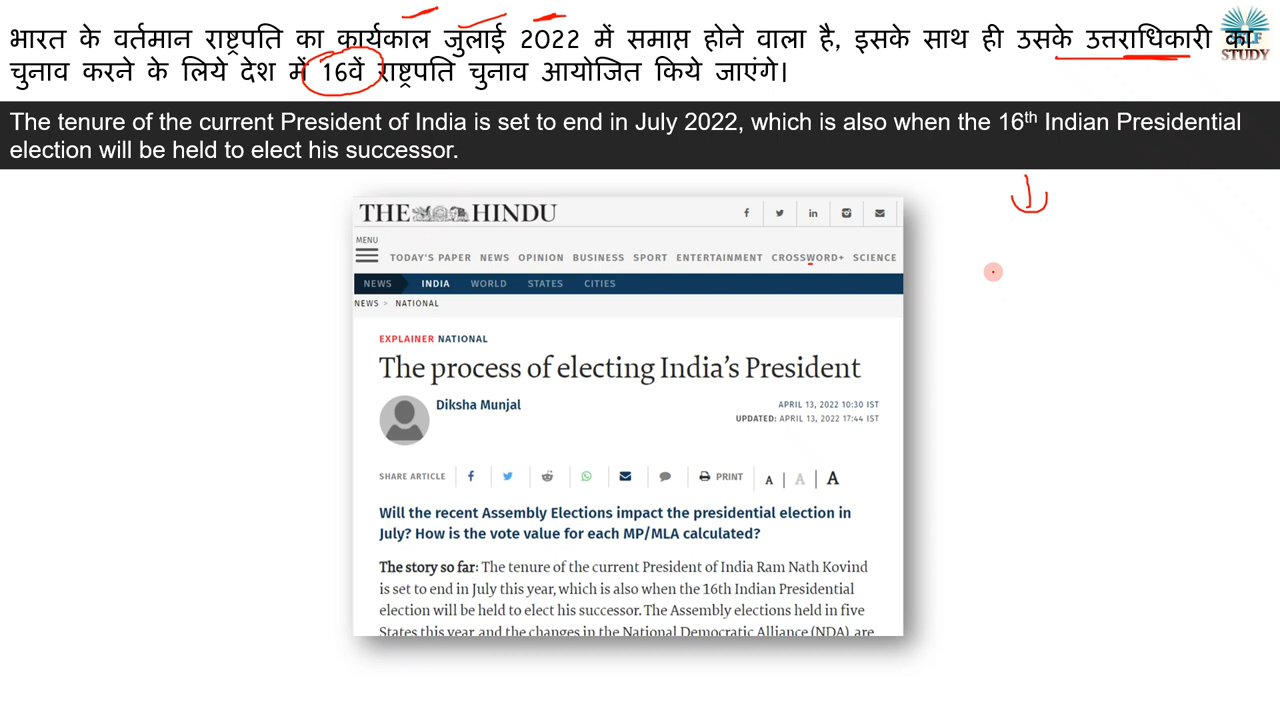 भारत के वर्तमान राष्ट्रपति का कार्यकाल जुलाई 2022 में समाप्त होने वाला है, इसके साथ ही उसके उत्तराधिकारी का
चुनाव करने के लिये देश में 16वें राष्ट्रपति चुनाव आयोजित किये जाएंगे।
STUDY
The tenure of the current President of India is set to end in July 2022, which is also when the 16th Indian Presidential
election will be held to elect his successor.
THE HINDU
MENU
TODAY'S PAPER NEWS OPINION BUSINESS SPORT ENTERTAINMENT CROSSWORD+ SCIENCE
NEWS INDIA WORLD STATES CITIES
NEWS > NATIONAL
EXPLAINER NATIONAL
The process of electing India's President
Diksha Munjal
APRIL 13, 2022 10:30 IST
UPDATED: APRIL 13, 2022 17:44 IST
SHARE ARTICLE PRINT A A A
Will the recent Assembly Elections impact the presidential election in
July? How is the vote value for each MP/MLA calculated?
The story so far: The tenure of the current President of India Ram Nath Kovind
is set to end in July this year, which is also when the 16th Indian Presidential
election will be held to elect his successor. The Assembly elections held in five
States this year and the changes in the National Democratic Alliance (NDA), are